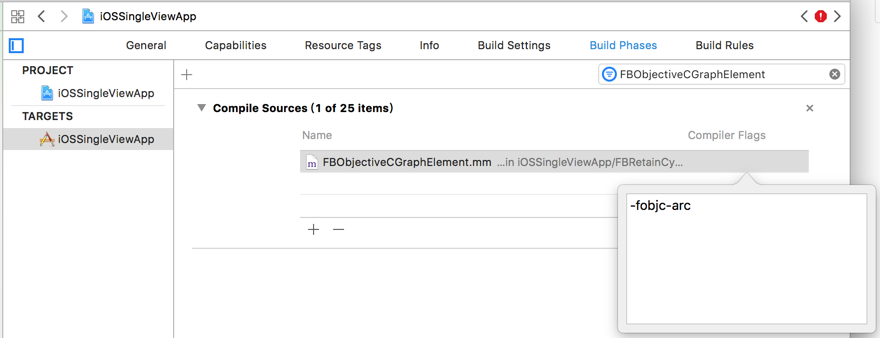 iOSSingleViewApp
General Capabilities Resource Tags Info Build Settings Build Phases Build Rules
PROJECT
iOSSingleViewApp
TARGETS
iOSSingleViewApp
FBObjectiveCGraphElement
Compile Sources (1 of 25 items)
Name Compiler Flags
m FBObjectiveCGraphElement.mm ...in iOSSingleViewApp/FBRetainCy...
-fobjc-arc